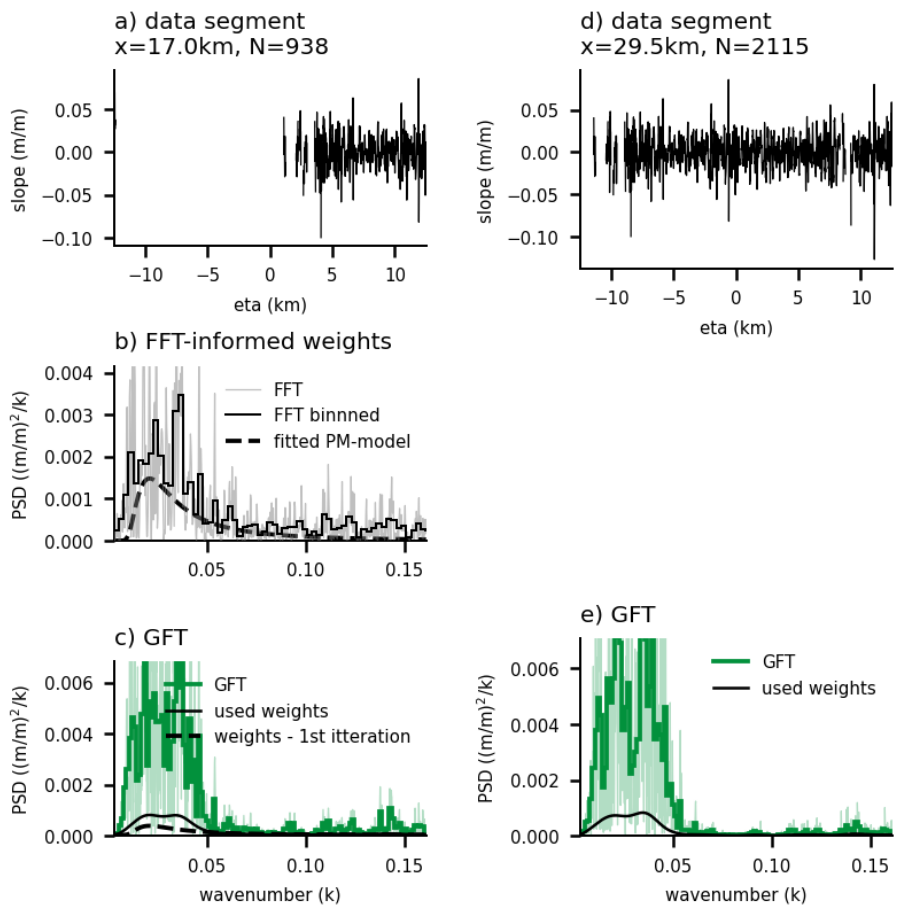 a) data segment
x=17.0km, N=938
slope (m/m)
0.05
0.00
−0.05
−0.10
−10
−5
0
5
10
eta (km)
d) data segment
x=29.5km, N=2115
slope (m/m)
0.05
0.00
−0.05
−0.10
−10
−5
0
5
10
eta (km)
b) FFT-informed weights
PSD ((m/m)²/k)
0.004
0.003
0.002
0.001
0.000
FFT
FFT binnned
fitted PM-model
0.05
0.10
0.15
c) GFT
PSD ((m/m)²/k)
0.006
0.004
0.002
0.000
GFT
used weights
weights - 1st itteration
0.05
0.10
0.15
wavenumber (k)
e) GFT
PSD ((m/m)²/k)
0.006
0.004
0.002
0.000
GFT
used weights
0.05
0.10
0.15
wavenumber (k)